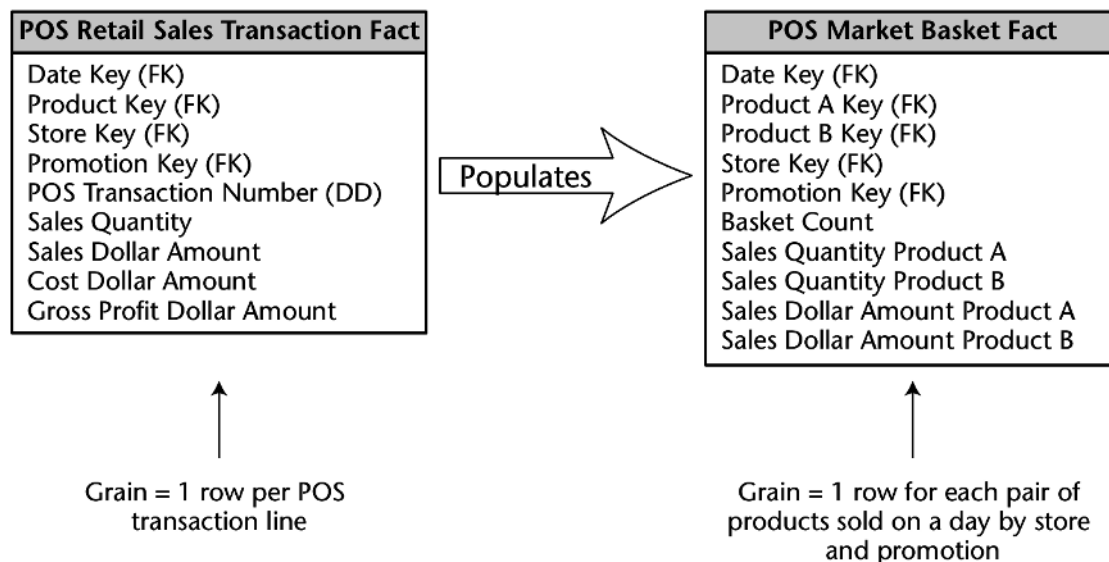 POS Retail Sales Transaction Fact
Date Key (FK)
Product Key (FK)
Store Key (FK)
Promotion Key (FK)
POS Transaction Number (DD)
Sales Quantity
Sales Dollar Amount
Cost Dollar Amount
Gross Profit Dollar Amount
Grain = 1 row per POS
transaction line
Populates
POS Market Basket Fact
Date Key (FK)
Product A Key (FK)
Product B Key (FK)
Store Key (FK)
Promotion Key (FK)
Basket Count
Sales Quantity Product A
Sales Quantity Product B
Sales Dollar Amount Product A
Sales Dollar Amount Product B
Grain = 1 row for each pair of
products sold on a day by store
and promotion